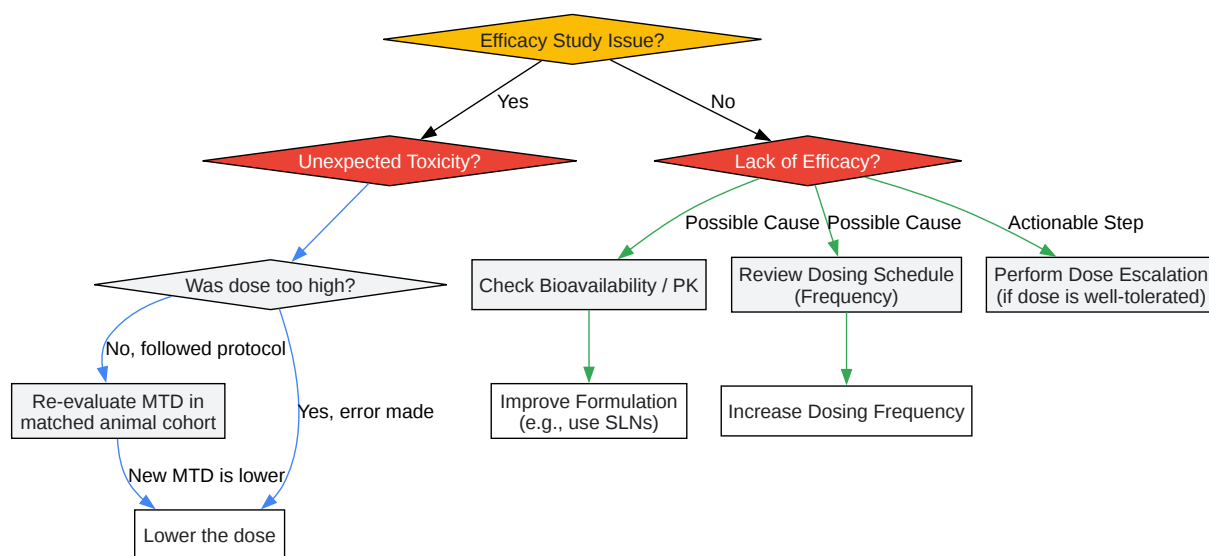 Efficacy Study Issue?
Yes
No
Unexpected Toxicity?
Lack of Efficacy?
Possible Cause
Possible Cause
Actionable Step
Was dose too high?
Check Bioavailability / PK
Review Dosing Schedule
(Frequency)
Perform Dose Escalation
(if dose is well-tolerated)
No, followed protocol
Re-evaluate MTD in
matched animal cohort
Yes, error made
Improve Formulation
(e.g., use SLNs)
Increase Dosing Frequency
New MTD is lower
Lower the dose